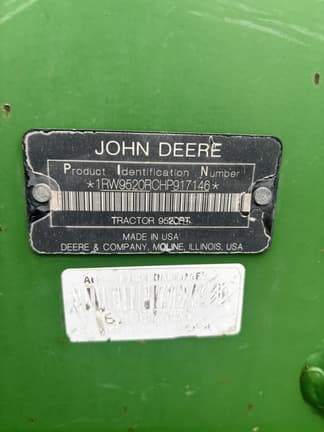 JOHN DEERE
Product Identification Number
*1RW9520RCHP917146*
TRACTOR 9520RT
MADE IN USA
DEERE & COMPANY, MOLINE, ILLINOIS, USA